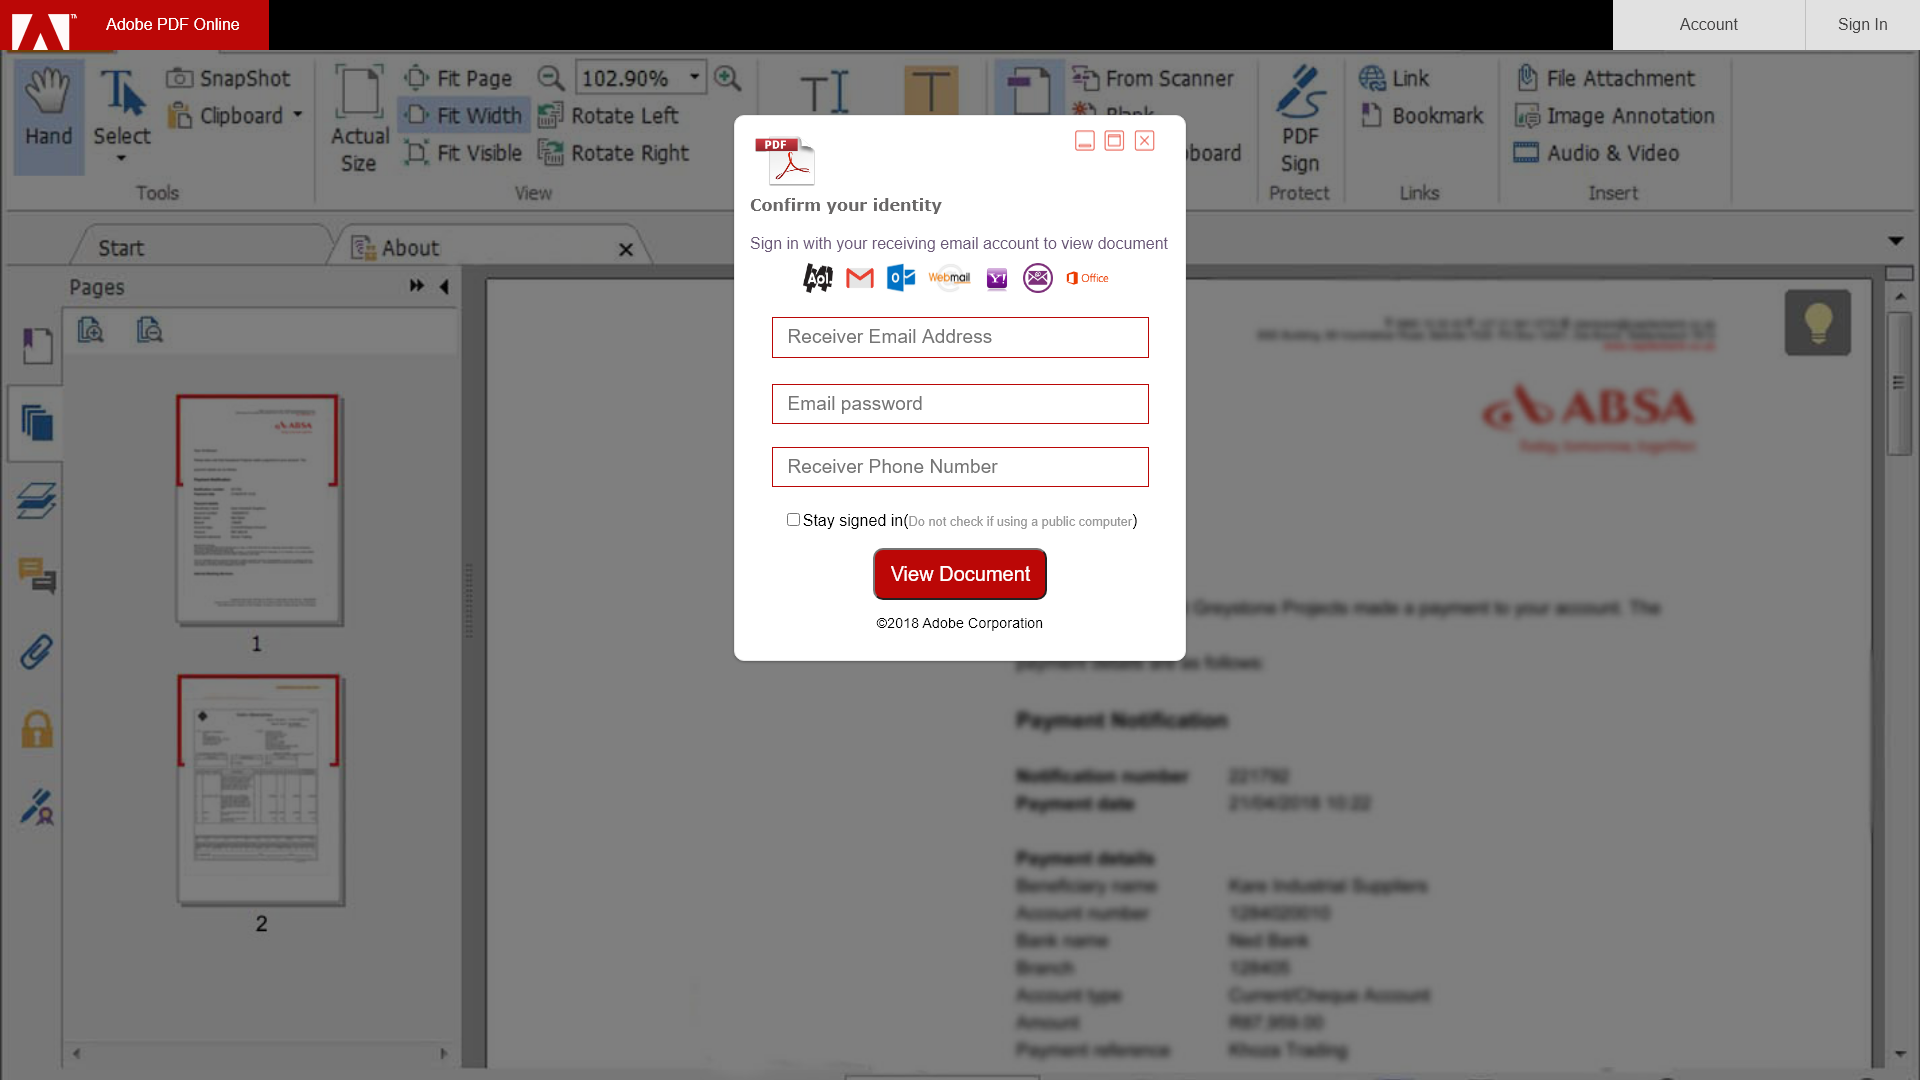 Adobe PDF Online
Account
Sign In
Hand
Select
SnapShot
Clipboard
Tools
Actual Size
Fit Page
Fit Width
Fit Visible
102.90%
Rotate Left
Rotate Right
View
From Scanner
Blank
board
PDF Sign
Protect
Link
Bookmark
Links
File Attachment
Image Annotation
Audio & Video
Insert
Start
About
Pages
1
2
PDF
Confirm your identity
Sign in with your receiving email account to view document
Aol
Webmail
Y!
Office
Receiver Email Address
Email password
Receiver Phone Number
Stay signed in(Do not check if using a public computer)
View Document
©2018 Adobe Corporation
ABSA
Today, tomorrow, together
Greystone Projects made a payment to your account. The
payment details are as follows:
Payment Notification
Notification number 221792
Payment date 21/04/2018 10:22
Payment details
Beneficiary name Kare Industrial Suppliers
Account number 1284020010
Bank name Ned Bank
Branch 128405
Account type Current/Cheque Account
Amount R87,959.00
Payment reference Khoza Trading